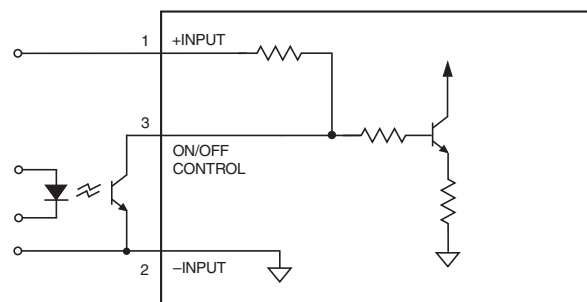 1 +INPUT
3
ON/OFF
CONTROL
2 –INPUT